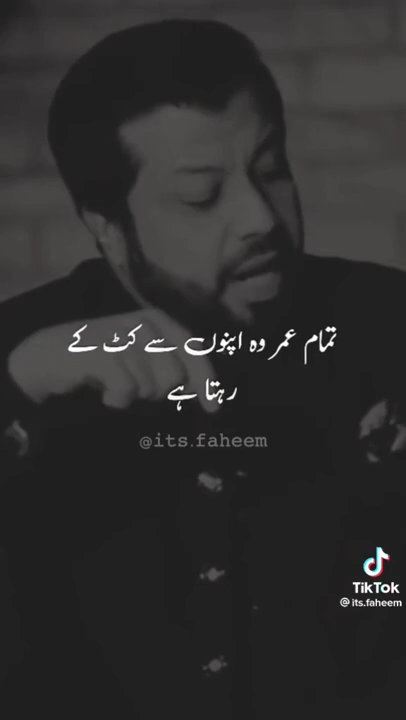 تمام عمر وہ اپنوں سے کٹ کے
رہتا ہے
@its.faheem
TikTok
@its.faheem